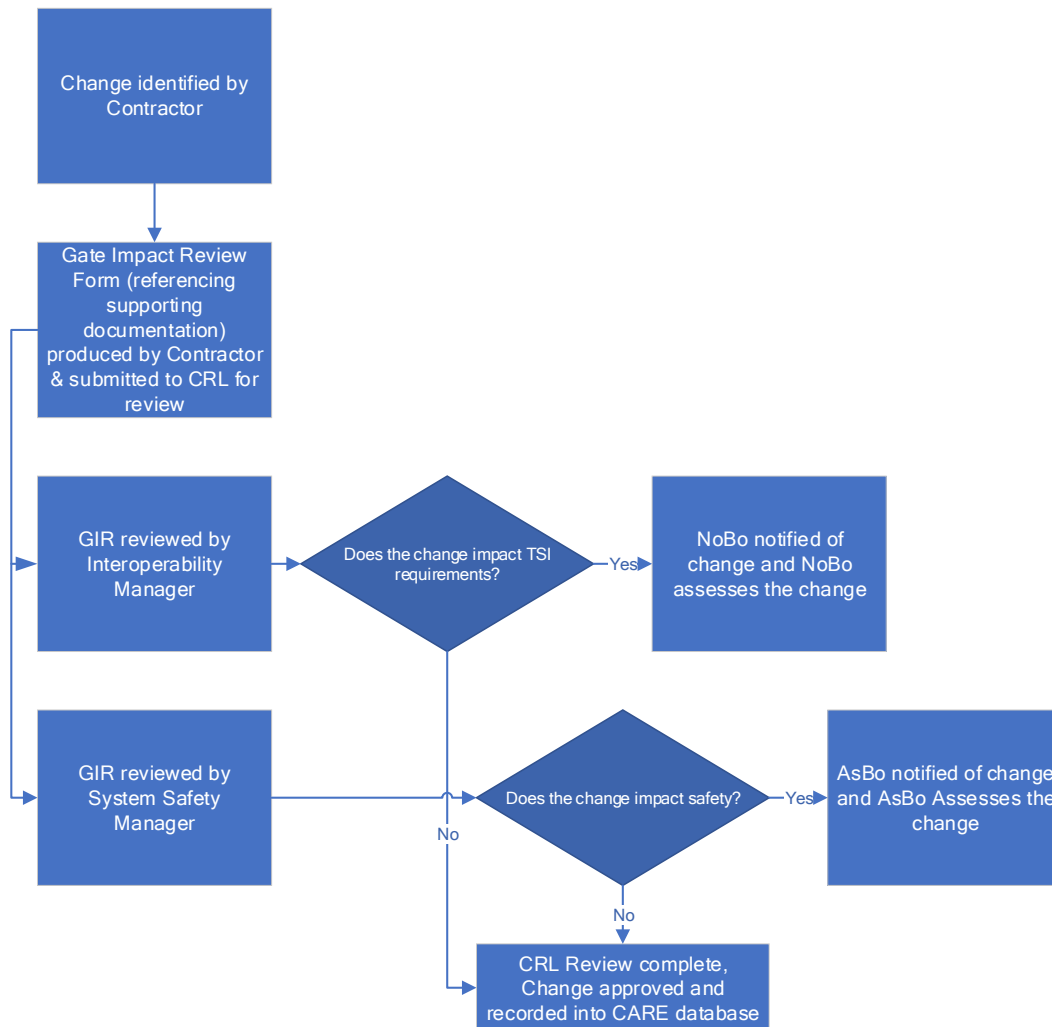 Change identified by
Contractor
Gate Impact Review
Form (referencing
supporting
documentation)
produced by Contractor
& submitted to CRL for
review
GIR reviewed by
Interoperability
Manager
Does the change impact TSI
requirements?
Yes
NoBo notified of
change and NoBo
assesses the change
GIR reviewed by
System Safety
Manager
Does the change impact safety?
Yes
AsBo notified of change
and AsBo Assesses the
change
No
No
CRL Review complete,
Change approved and
recorded into CARE database